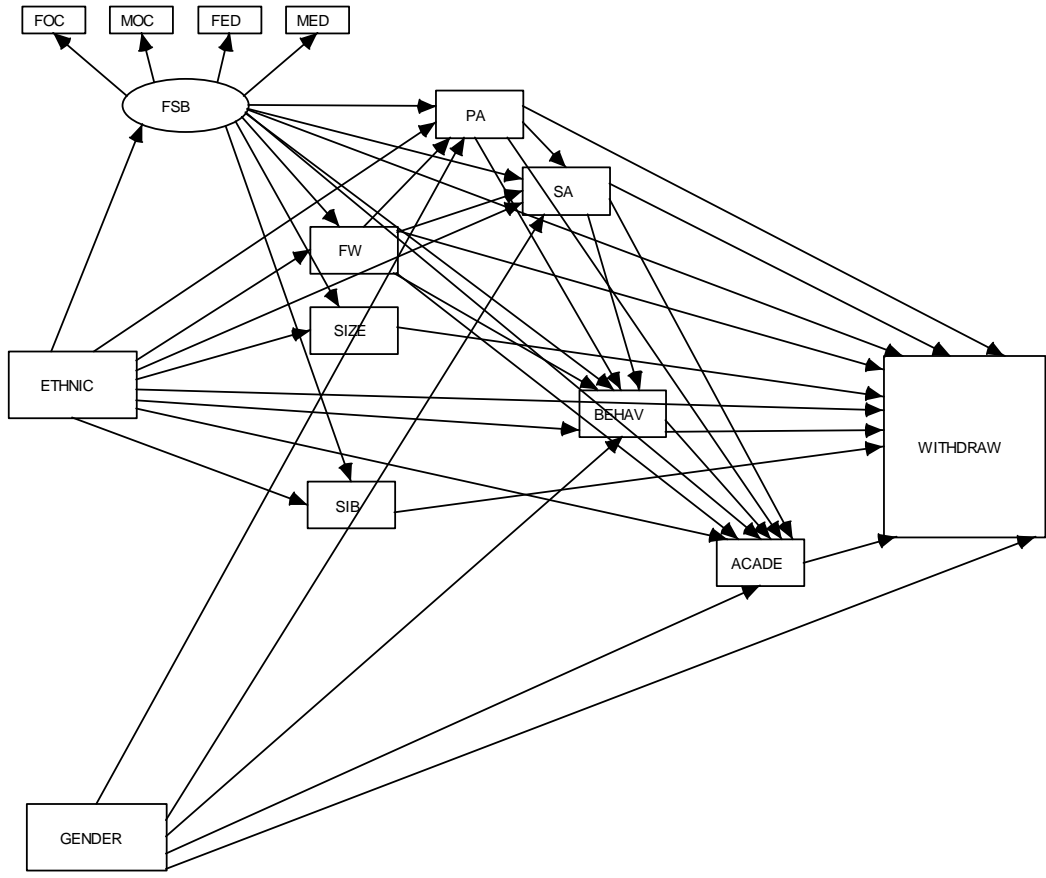 FOC
MOC
FED
MED
FSB
PA
SA
FW
SIZE
ETHNIC
BEHAV
WITHDRAW
SIB
ACADE
GENDER